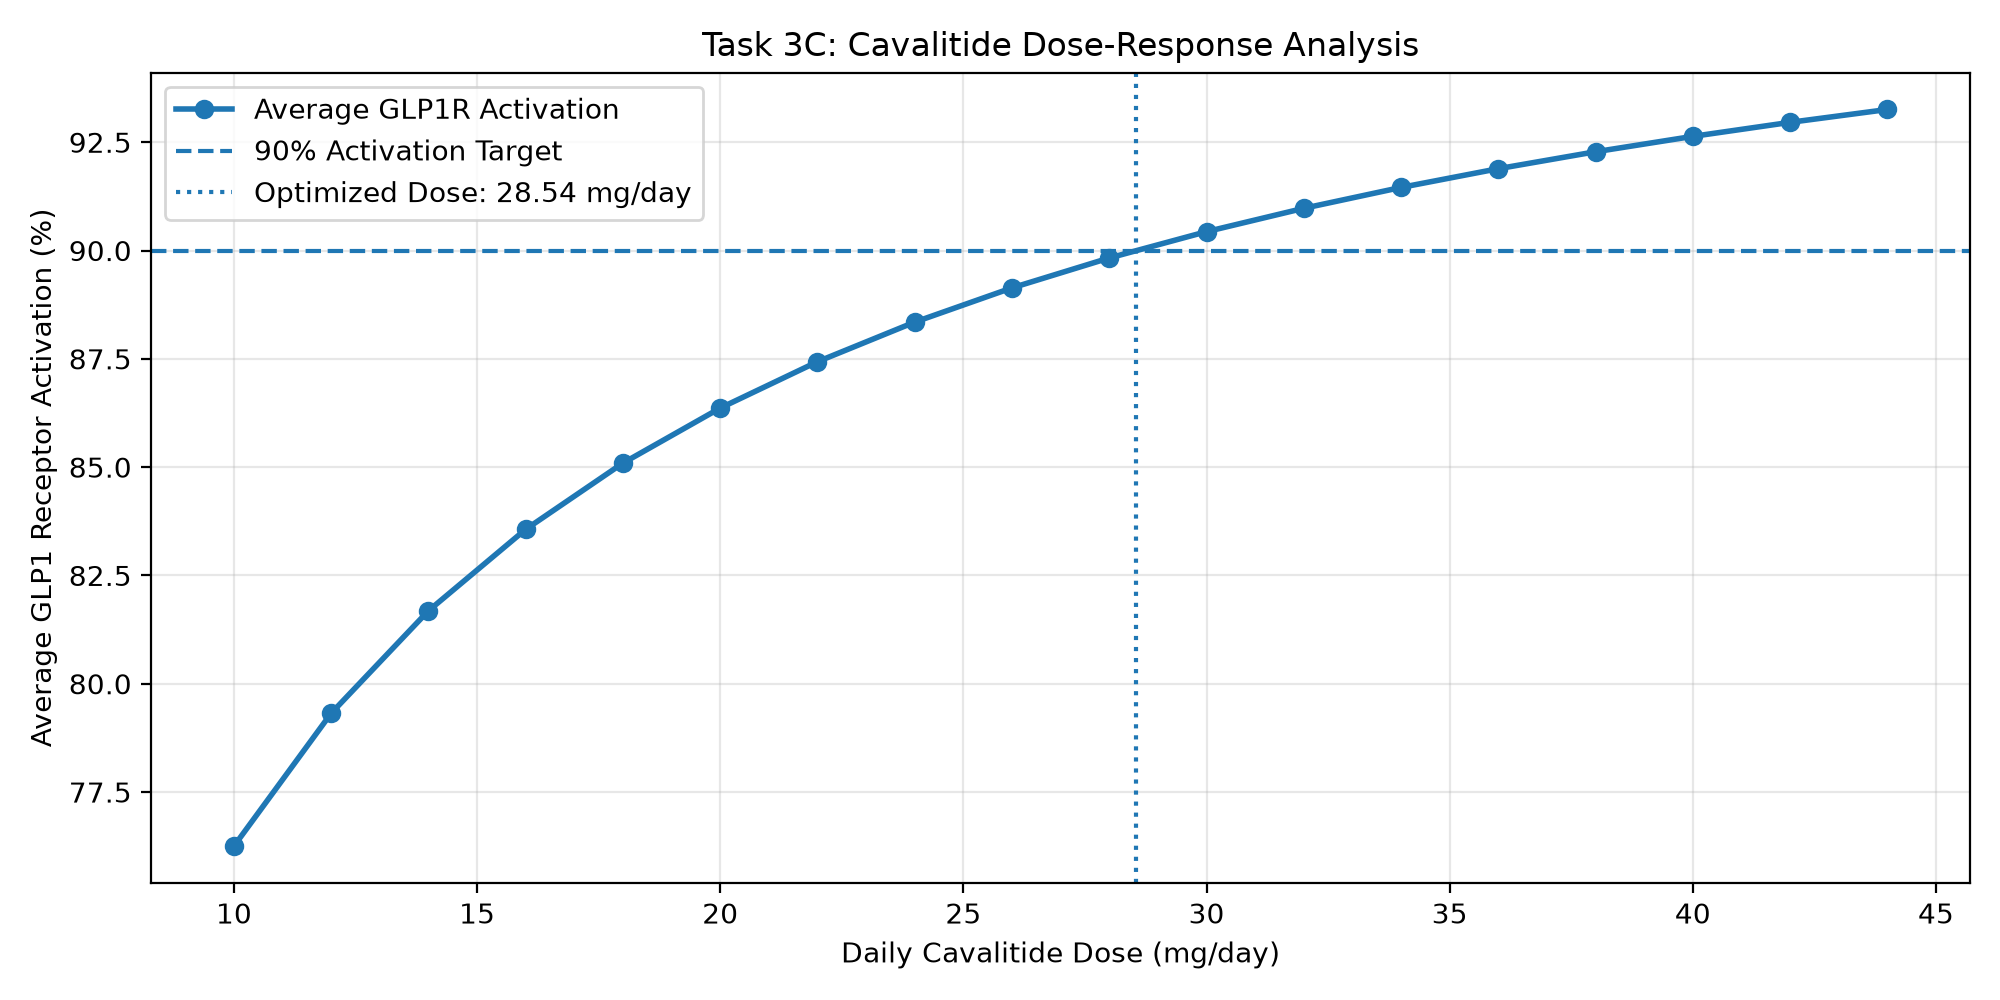 Task 3C: Cavalitide Dose-Response Analysis
Average GLP1R Activation
90% Activation Target
Optimized Dose: 28.54 mg/day
Average GLP1 Receptor Activation (%)
92.5
90.0
87.5
85.0
82.5
80.0
77.5
10 15 20 25 30 35 40 45
Daily Cavalitide Dose (mg/day)